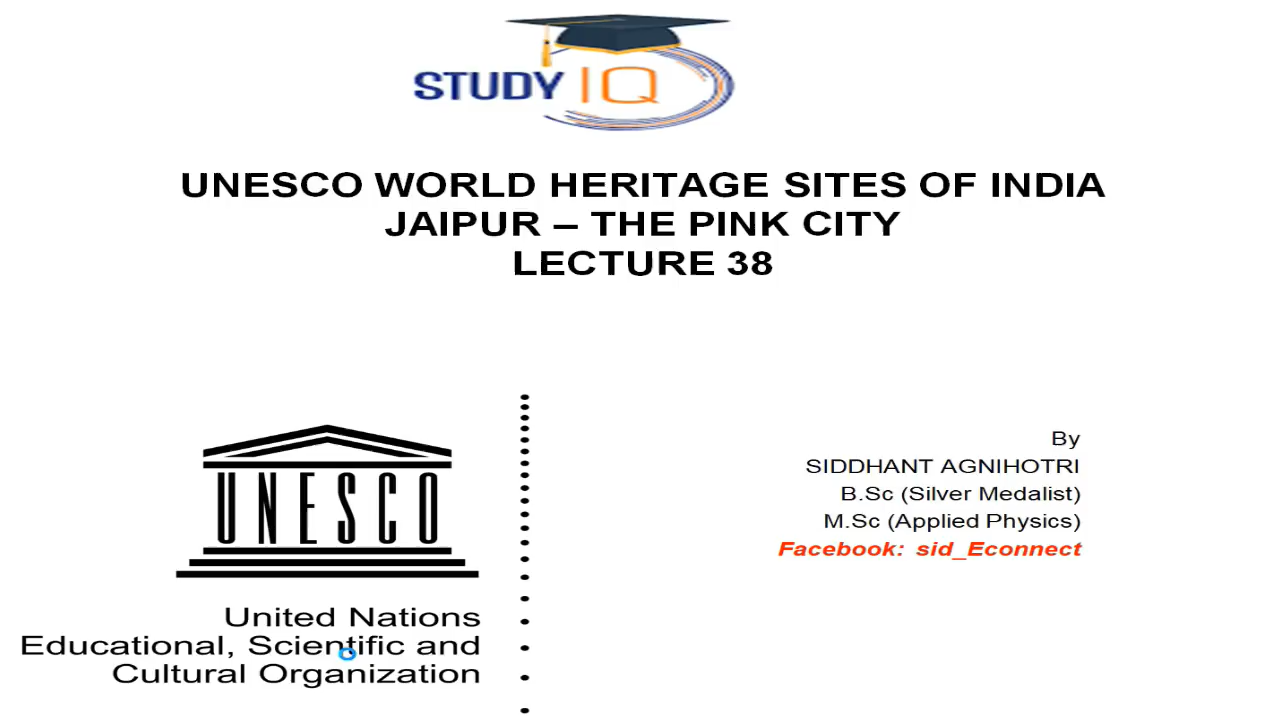 STUDY IQ
UNESCO WORLD HERITAGE SITES OF INDIA
JAIPUR – THE PINK CITY
LECTURE 38
UNESCO
United Nations
Educational, Scientific and
Cultural Organization
By
SIDDHANT AGNIHOTRI
B.Sc (Silver Medalist)
M.Sc (Applied Physics)
Facebook: sid_Econnect